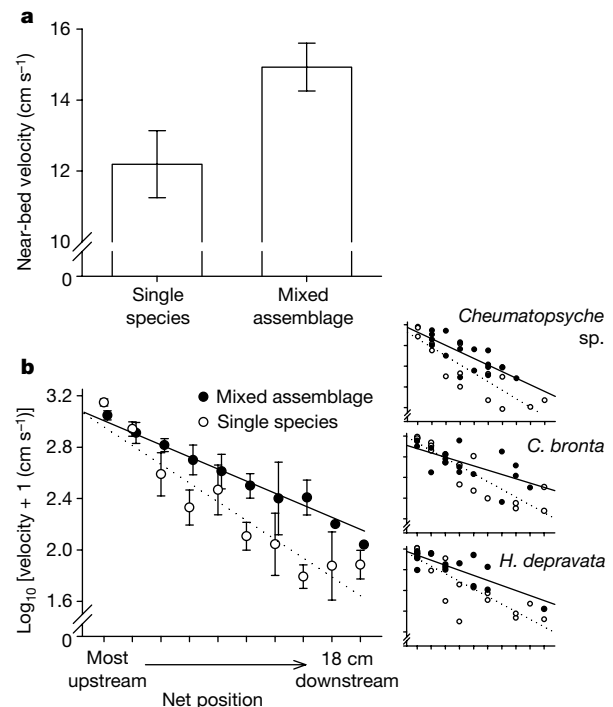 a
Near-bed velocity (cm s⁻¹)
16
14
12
10
0
Single
species
Mixed
assemblage
b
Log₁₀ [velocity + 1 (cm s⁻¹)]
3.2
2.8
2.4
2.0
1.6
0
Mixed assemblage
Single species
Most
upstream
18 cm
downstream
Net position
Cheumatopsyche
sp.
C. bronta
H. depravata